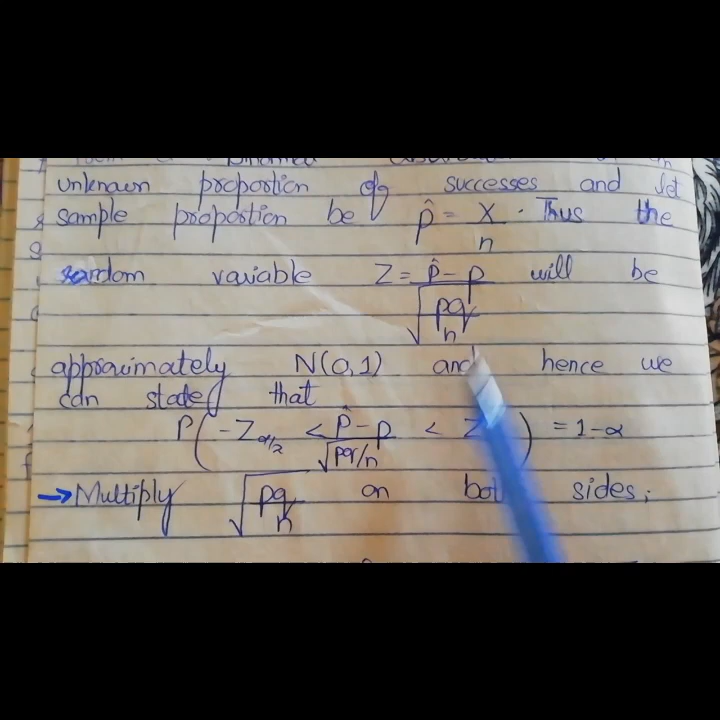 unknown proportion of successes and let
sample proportion be p̂ = X/n . Thus the
random variable Z = (p̂ - p)/√(pq/n) will be
approximately N(0,1) and hence we
can state that
P(-Z_{α/2} < (p̂ - p)/√(pq/n) < Z ) = 1-α
→ Multiply √(pq/n) on both sides;